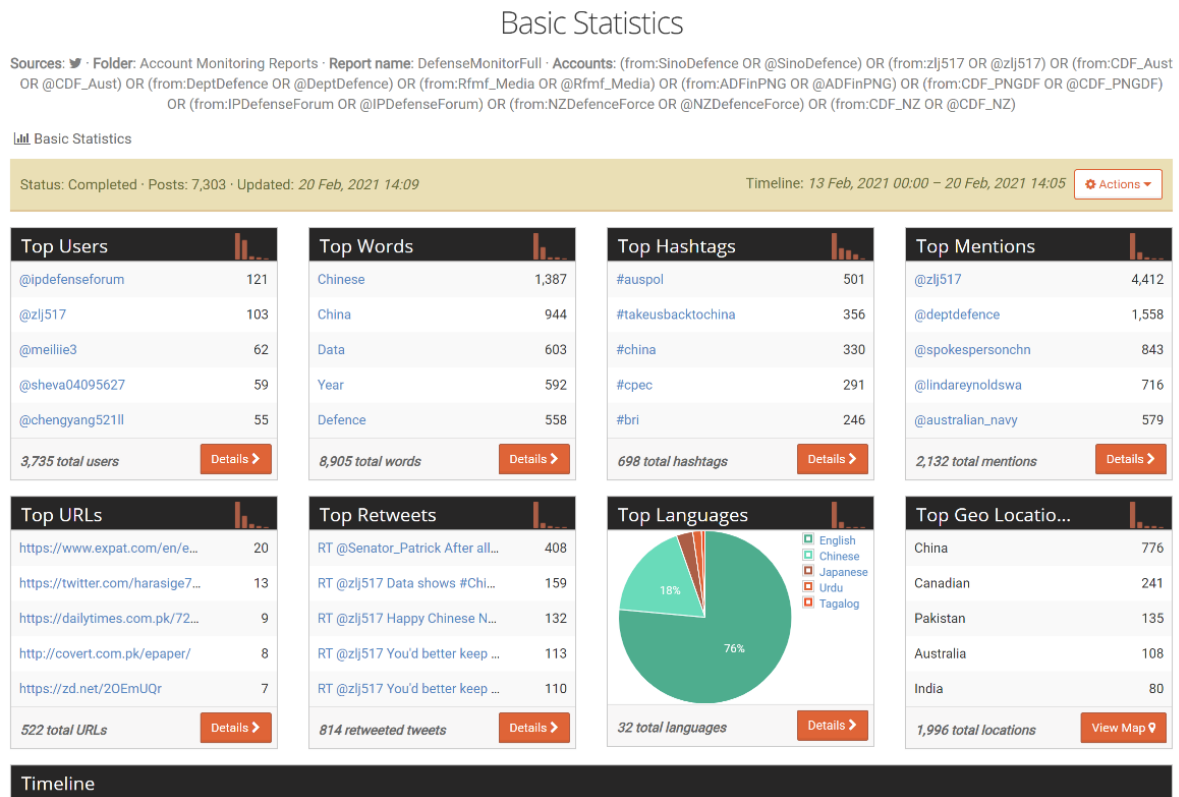 Basic Statistics
Sources: · Folder: Account Monitoring Reports · Report name: DefenseMonitorFull · Accounts: (from:SinoDefence OR @SinoDefence) OR (from:zlj517 OR @zlj517) OR (from:CDF_Aust
OR @CDF_Aust) OR (from:DeptDefence OR @DeptDefence) OR (from:Rfmf_Media OR @Rfmf_Media) OR (from:ADFinPNG OR @ADFinPNG) OR (from:CDF_PNGDF OR @CDF_PNGDF)
OR (from:IPDefenseForum OR @IPDefenseForum) OR (from:NZDefenceForce OR @NZDefenceForce) OR (from:CDF_NZ OR @CDF_NZ)
Basic Statistics
Status: Completed · Posts: 7,303 · Updated: 20 Feb, 2021 14:09
Timeline: 13 Feb, 2021 00:00 – 20 Feb, 2021 14:05
Actions
Top Users
@ipdefenseforum 121
@zlj517 103
@meiliie3 62
@sheva04095627 59
@chengyang521ll 55
3,735 total users
Details
Top Words
Chinese 1,387
China 944
Data 603
Year 592
Defence 558
8,905 total words
Details
Top Hashtags
#auspol 501
#takeusbacktochina 356
#china 330
#cpec 291
#bri 246
698 total hashtags
Details
Top Mentions
@zlj517 4,412
@deptdefence 1,558
@spokespersonchn 843
@lindareynoldswa 716
@australian_navy 579
2,132 total mentions
Details
Top URLs
https://www.expat.com/en/e... 20
https://twitter.com/harasige7... 13
https://dailytimes.com.pk/72... 9
http://covert.com.pk/epaper/ 8
https://zd.net/2OEmUQr 7
522 total URLs
Details
Top Retweets
RT @Senator_Patrick After all... 408
RT @zlj517 Data shows #Chi... 159
RT @zlj517 Happy Chinese N... 132
RT @zlj517 You'd better keep ... 113
RT @zlj517 You'd better keep ... 110
814 retweeted tweets
Details
Top Languages
English
Chinese
Japanese
Urdu
Tagalog
18%
76%
32 total languages
Details
Top Geo Locatio...
China 776
Canadian 241
Pakistan 135
Australia 108
India 80
1,996 total locations
View Map
Timeline